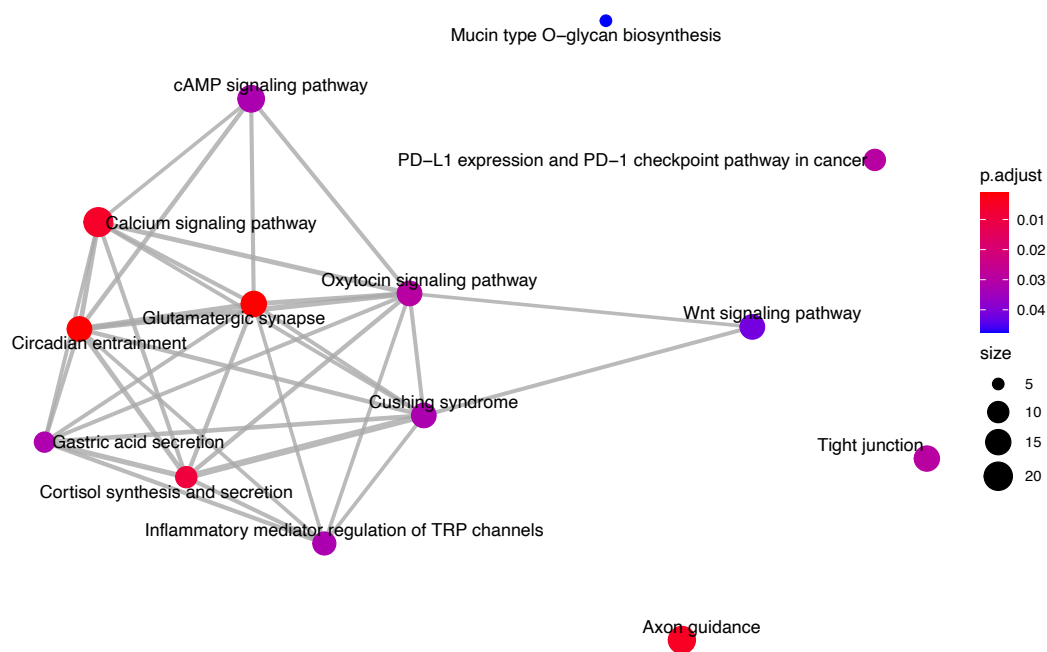 Mucin type O−glycan biosynthesis
cAMP signaling pathway
PD−L1 expression and PD−1 checkpoint pathway in cancer
Calcium signaling pathway
Oxytocin signaling pathway
Glutamatergic synapse
Wnt signaling pathway
Circadian entrainment
Cushing syndrome
Gastric acid secretion
Tight junction
Cortisol synthesis and secretion
Inflammatory mediator regulation of TRP channels
Axon guidance
p.adjust
0.01
0.02
0.03
0.04
size
5
10
15
20